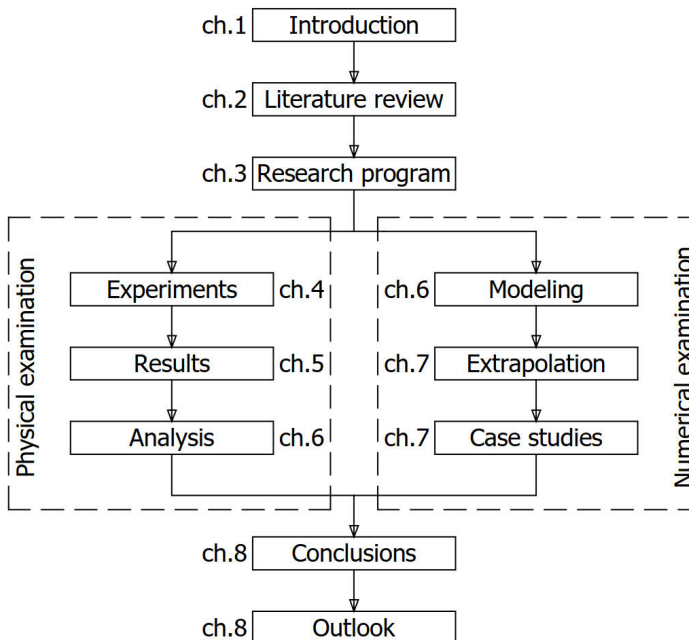 ch.1 Introduction
ch.2 Literature review
ch.3 Research program
Physical examination
Experiments ch.4
Results ch.5
Analysis ch.6
Numerical examination
ch.6 Modeling
ch.7 Extrapolation
ch.7 Case studies
ch.8 Conclusions
ch.8 Outlook